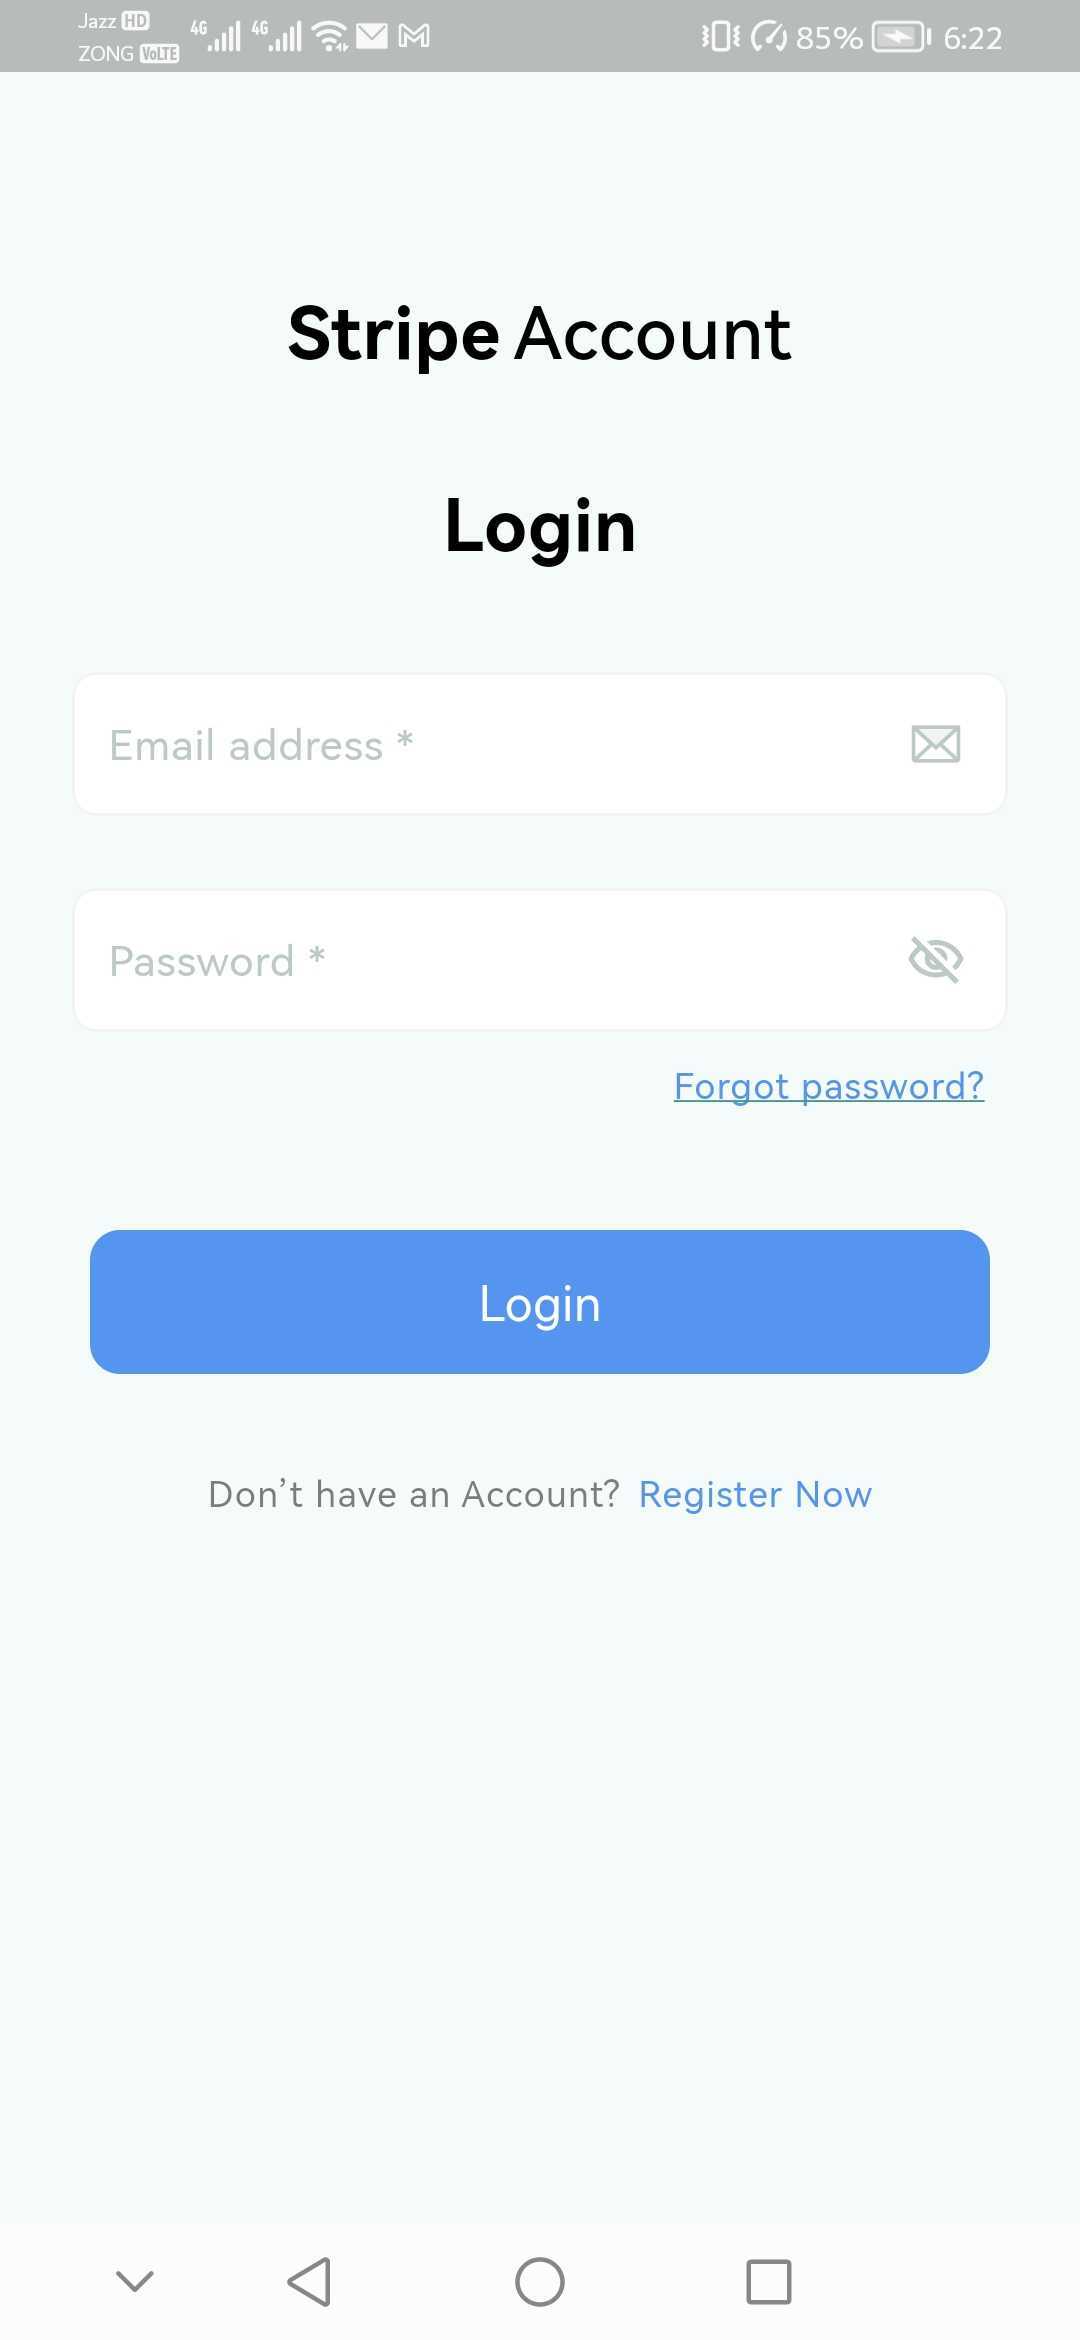 Jazz HD
ZONG VoLTE
4G 4G
85% 6:22
Stripe Account
Login
Email address *
Password *
Forgot password?
Login
Don’t have an Account? Register Now